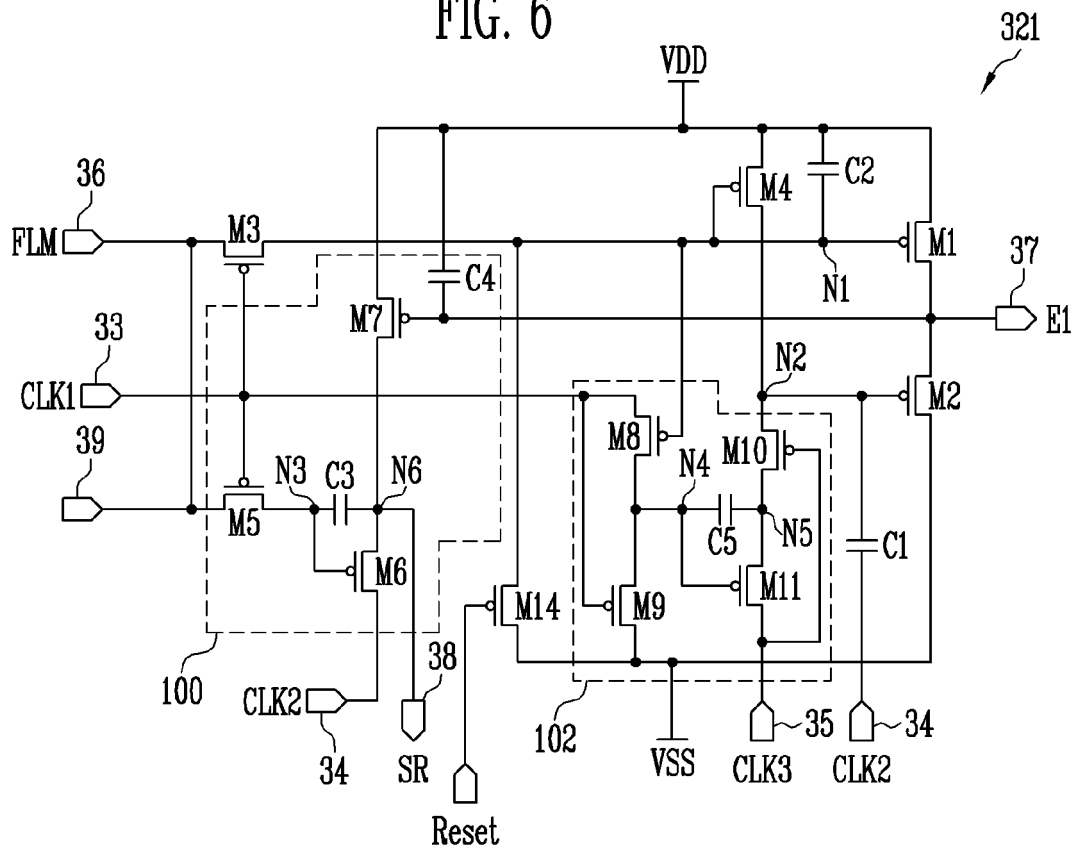 FIG. 6
321
VDD
36
FLM
M3
M4
C2
M1
N1
37
E1
C4
M7
33
CLK1
N2
M2
39
M8
M10
N3
C3
N6
N4
N5
M5
C5
C1
M6
M14
M9
M11
100
38
CLK2
34
SR
102
VSS
35
CLK3
34
CLK2
Reset